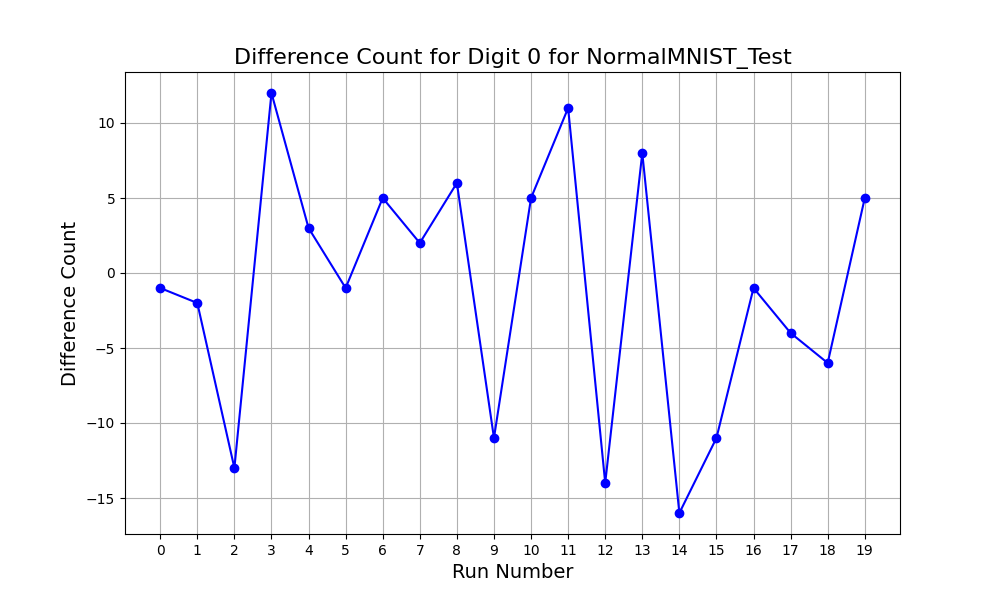 Difference Count for Digit 0 for NormalMNIST_Test
Difference Count
10
5
0
−5
−10
−15
0 1 2 3 4 5 6 7 8 9 10 11 12 13 14 15 16 17 18 19
Run Number